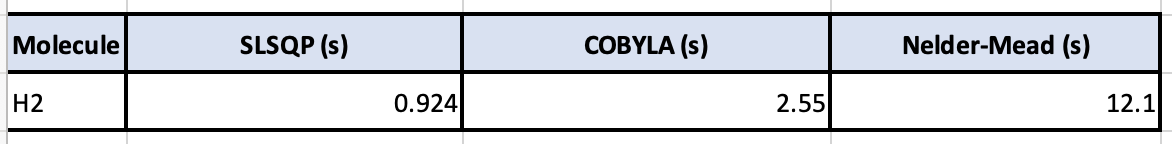 Molecule SLSQP (s) COBYLA (s) Nelder-Mead (s)
H2 0.924 2.55 12.1